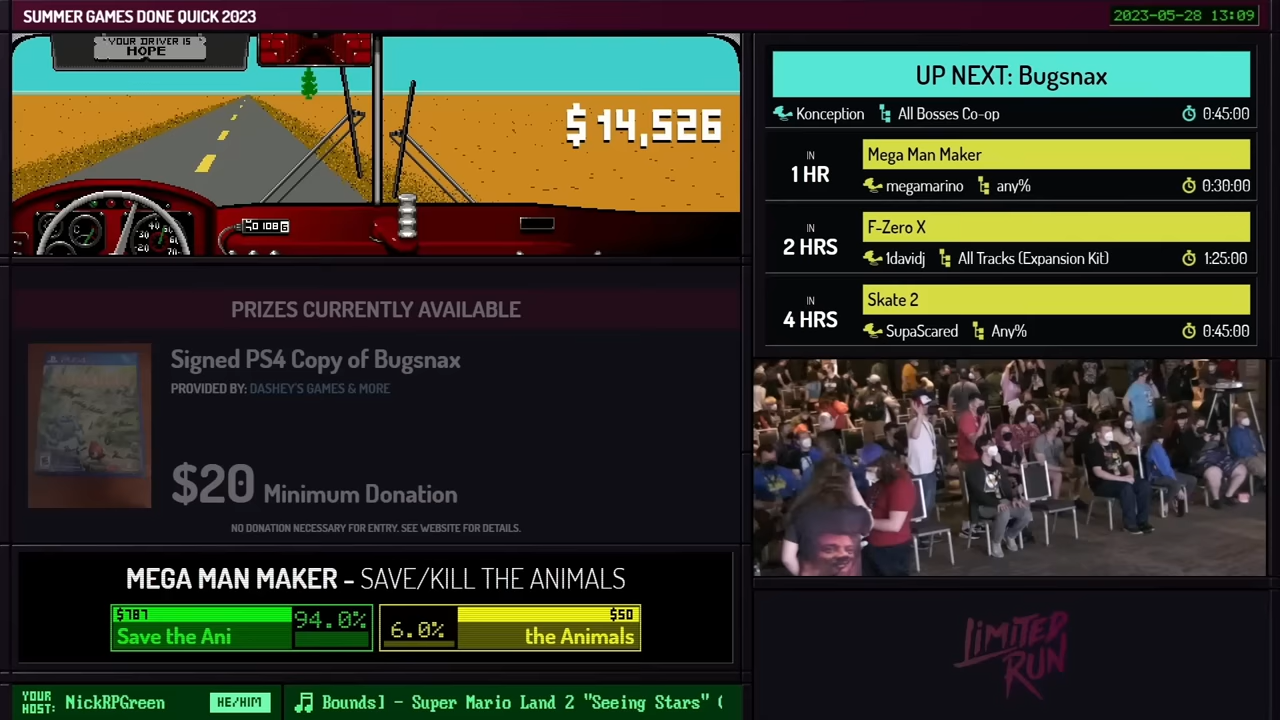 SUMMER GAMES DONE QUICK 2023
2023-05-28 13:09
YOUR DRIVER IS
HOPE
$14,526
UP NEXT: Bugsnax
Konception All Bosses Co-op 0:45:00
IN
1 HR
Mega Man Maker
megamarino any% 0:30:00
IN
2 HRS
F-Zero X
1davidj All Tracks (Expansion Kit) 1:25:00
IN
4 HRS
Skate 2
SupaScared Any% 0:45:00
PRIZES CURRENTLY AVAILABLE
Signed PS4 Copy of Bugsnax
PROVIDED BY: DASHEY'S GAMES & MORE
$20 Minimum Donation
NO DONATION NECESSARY FOR ENTRY. SEE WEBSITE FOR DETAILS.
MEGA MAN MAKER - SAVE/KILL THE ANIMALS
$787 94.0% 6.0% $50
Save the Ani the Animals
YOUR HOST: NickRPGreen HE/HIM Bounds] - Super Mario Land 2 "Seeing Stars" (
LIMITED
RUN